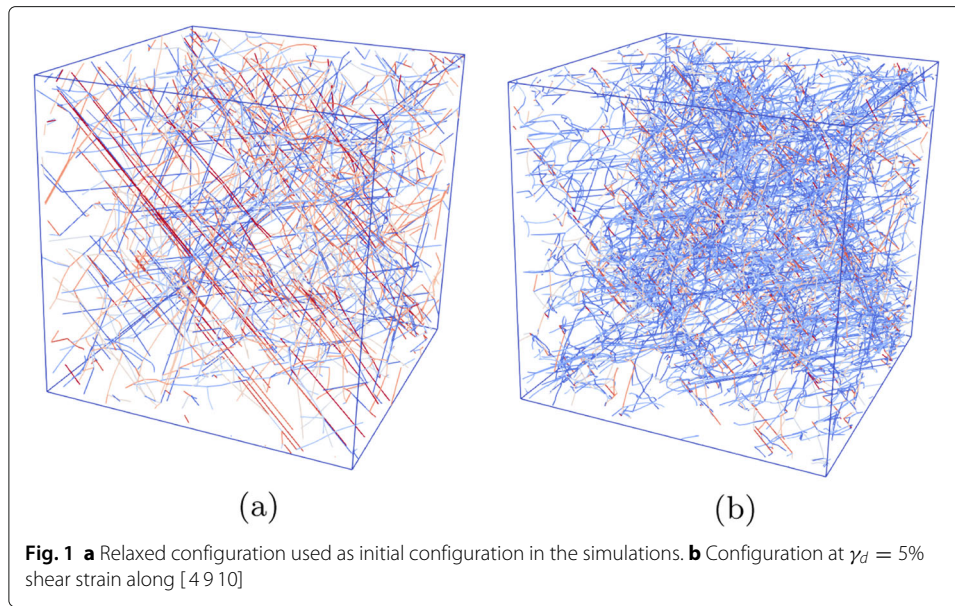 (a) (b)
Fig. 1 a Relaxed configuration used as initial configuration in the simulations. b Configuration at γd = 5%
shear strain along [4 9 10]